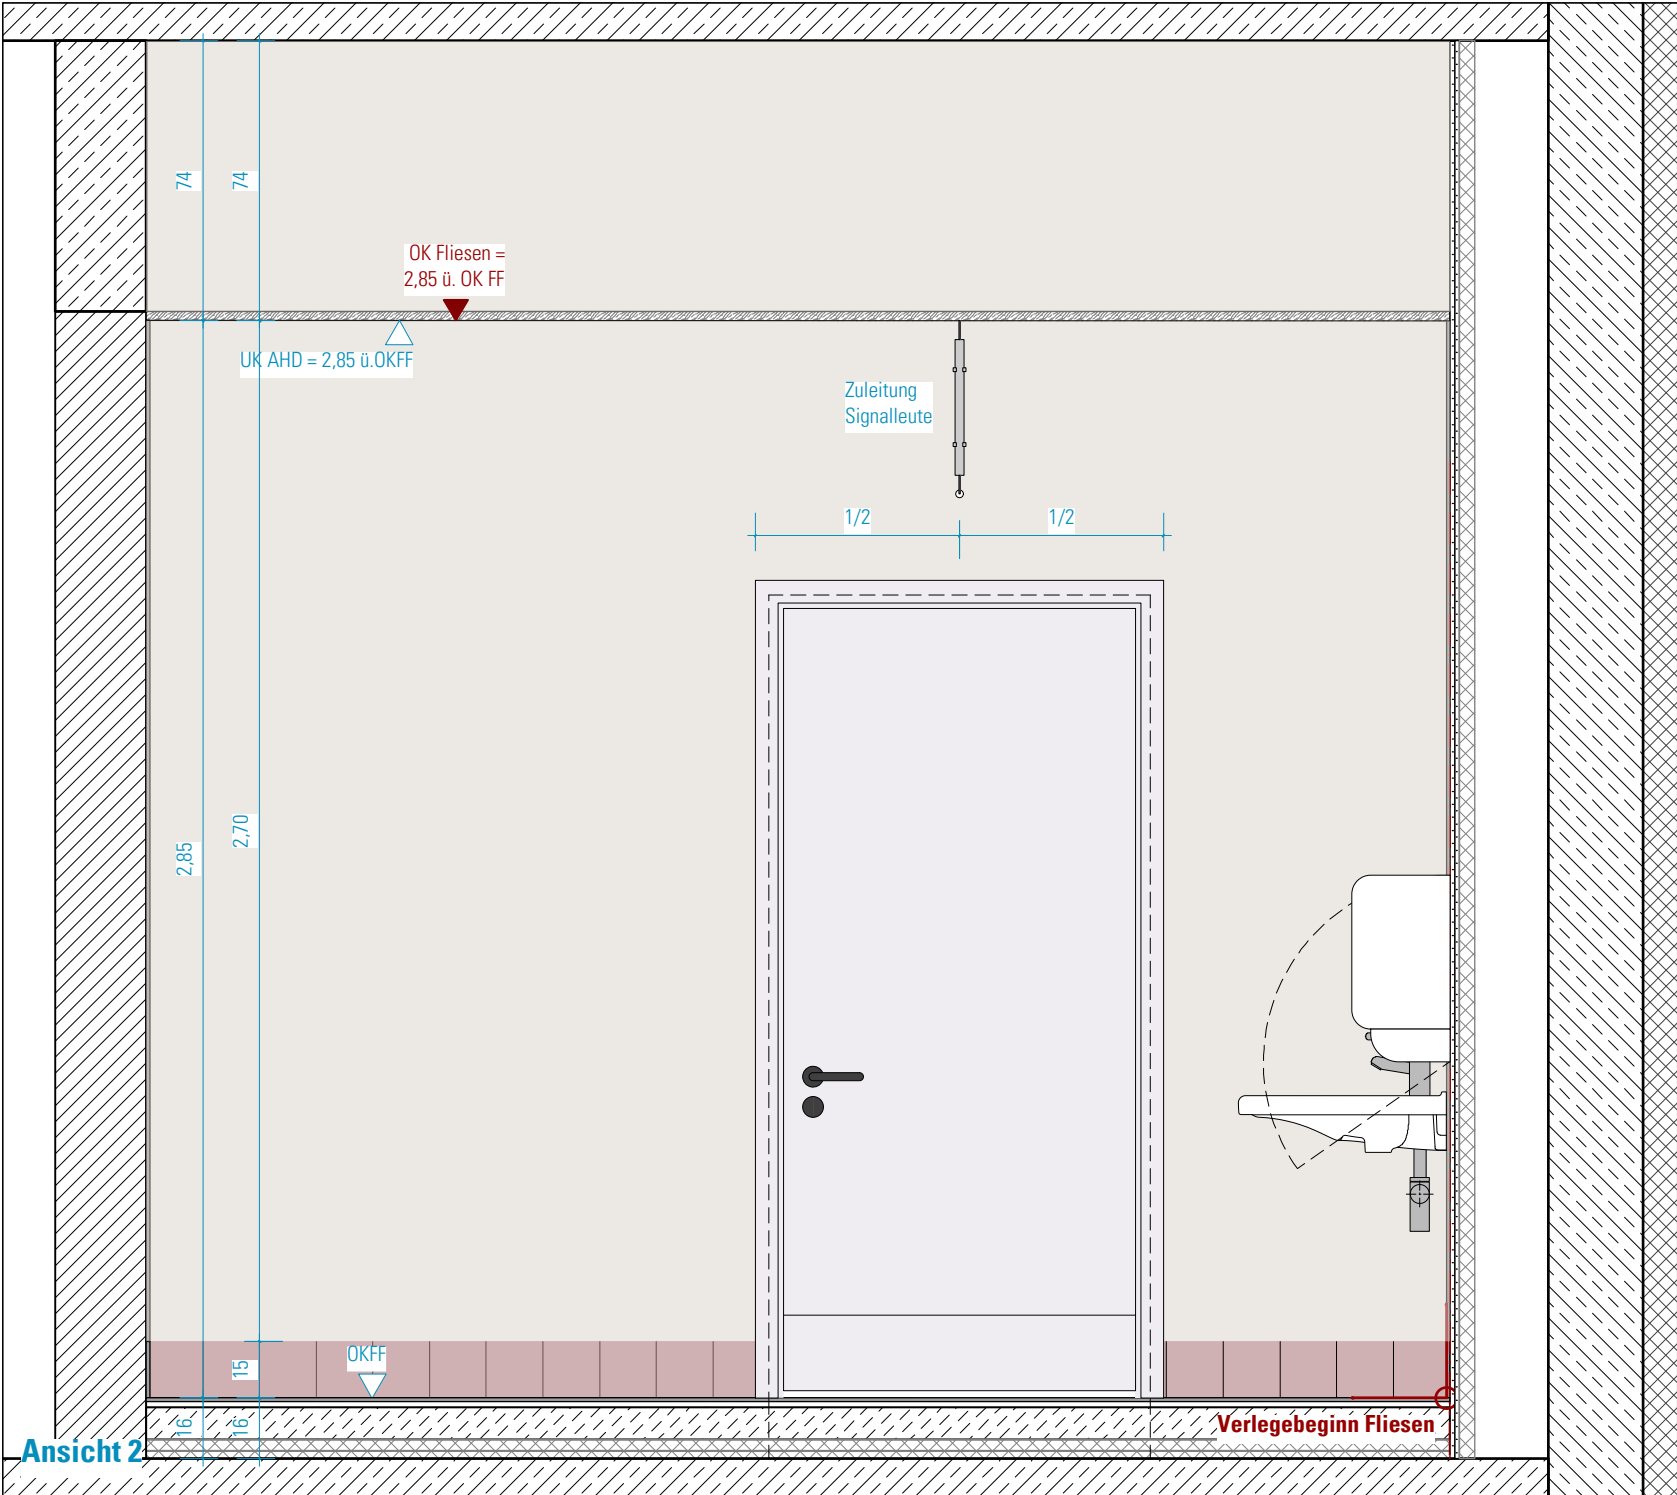 74
74
OK Fliesen =
2,85 ü. OK FF
UK AHD = 2,85 ü.OKFF
Zuleitung
Signalleute
1/2
1/2
2,85
2,70
OKFF
15
16
16
Verlegebeginn Fliesen
Ansicht 2